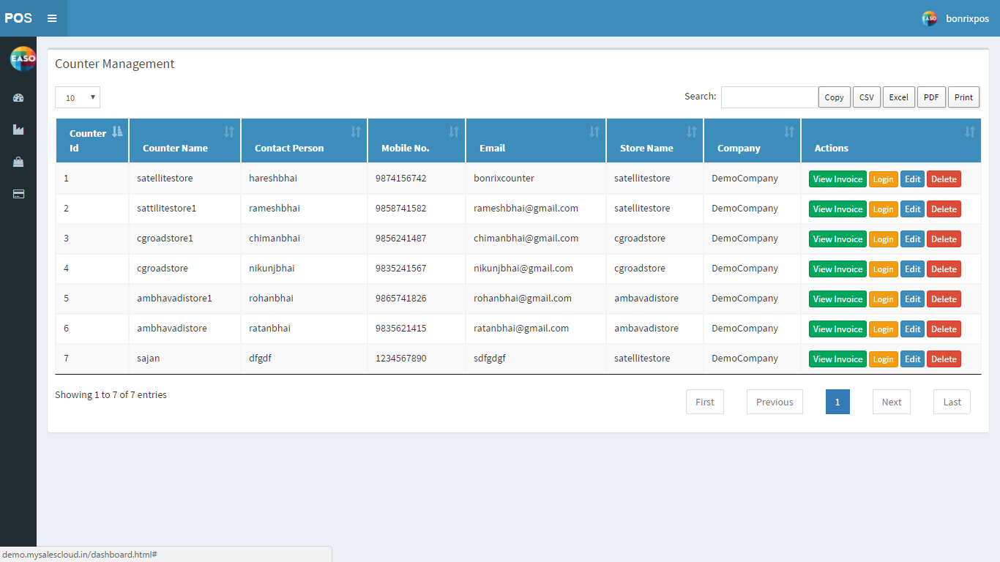 POS
bonrixpos
EASO
EASO
Counter Management
10
Search: Copy CSV Excel PDF Print
Counter Id Counter Name Contact Person Mobile No. Email Store Name Company Actions
1 satellitestore hareshbhai 9874156742 bonrixcounter satellitestore DemoCompany View Invoice Login Edit Delete
2 sattilitestore1 rameshbhai 9858741582 rameshbhai@gmail.com satellitestore DemoCompany View Invoice Login Edit Delete
3 cgroadstore1 chimanbhai 9856241487 chimanbhai@gmail.com cgroadstore DemoCompany View Invoice Login Edit Delete
4 cgroadstore nikunjbhai 9835241567 nikunjbhai@gmail.com cgroadstore DemoCompany View Invoice Login Edit Delete
5 ambhavadistore1 rohanbhai 9865741826 rohanbhai@gmail.com ambavadistore DemoCompany View Invoice Login Edit Delete
6 ambhavadistore ratanbhai 9835621415 ratanbhai@gmail.com ambavadistore DemoCompany View Invoice Login Edit Delete
7 sajan dfgdf 1234567890 sdfgdgf satellitestore DemoCompany View Invoice Login Edit Delete
Showing 1 to 7 of 7 entries
First Previous 1 Next Last
demo.mysalescloud.in/dashboard.html#